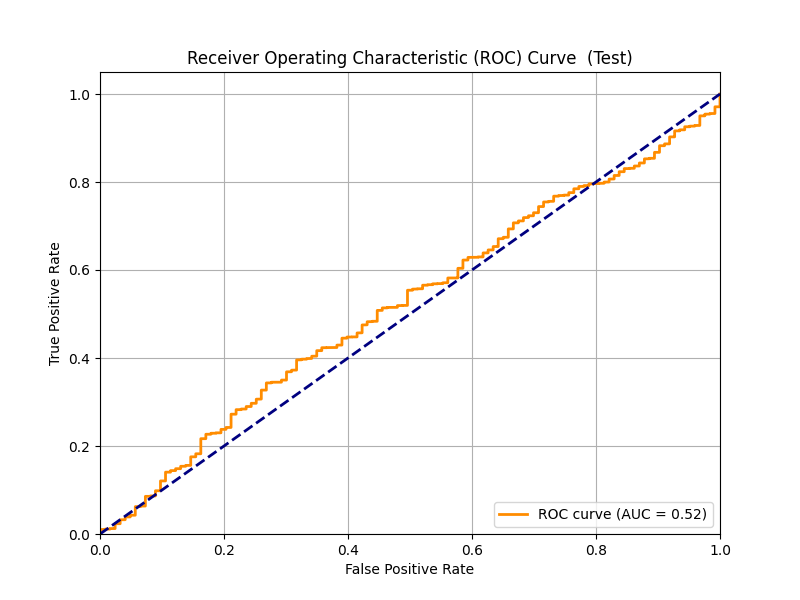 Receiver Operating Characteristic (ROC) Curve  (Test)
True Positive Rate
1.0
0.8
0.6
0.4
0.2
0.0
0.0 0.2 0.4 0.6 0.8 1.0
False Positive Rate
ROC curve (AUC = 0.52)